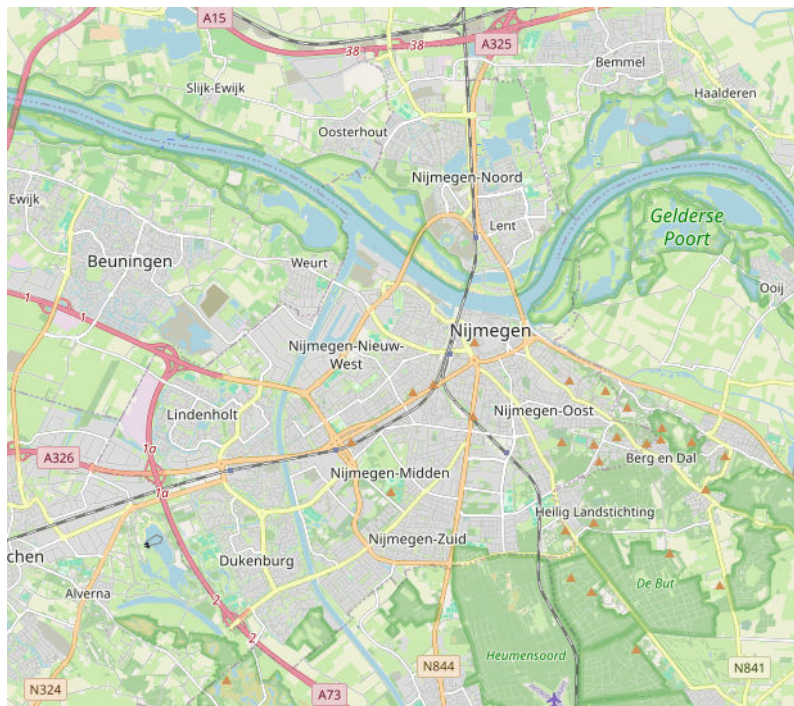 A15
38
38
A325
Bemmel
Slijk-Ewijk
Haalderen
Oosterhout
Nijmegen-Noord
Ewijk
Lent
Gelderse
Poort
Beuningen
Weurt
Ooij
1
1
Nijmegen
Nijmegen-Nieuw-
West
Lindenholt
Nijmegen-Oost
1a
A326
Berg en Dal
Nijmegen-Midden
1a
Heilig Landstichting
Nijmegen-Zuid
chen
Dukenburg
De But
Alverna
2
2
Heumensoord
N844
N841
N324
A73